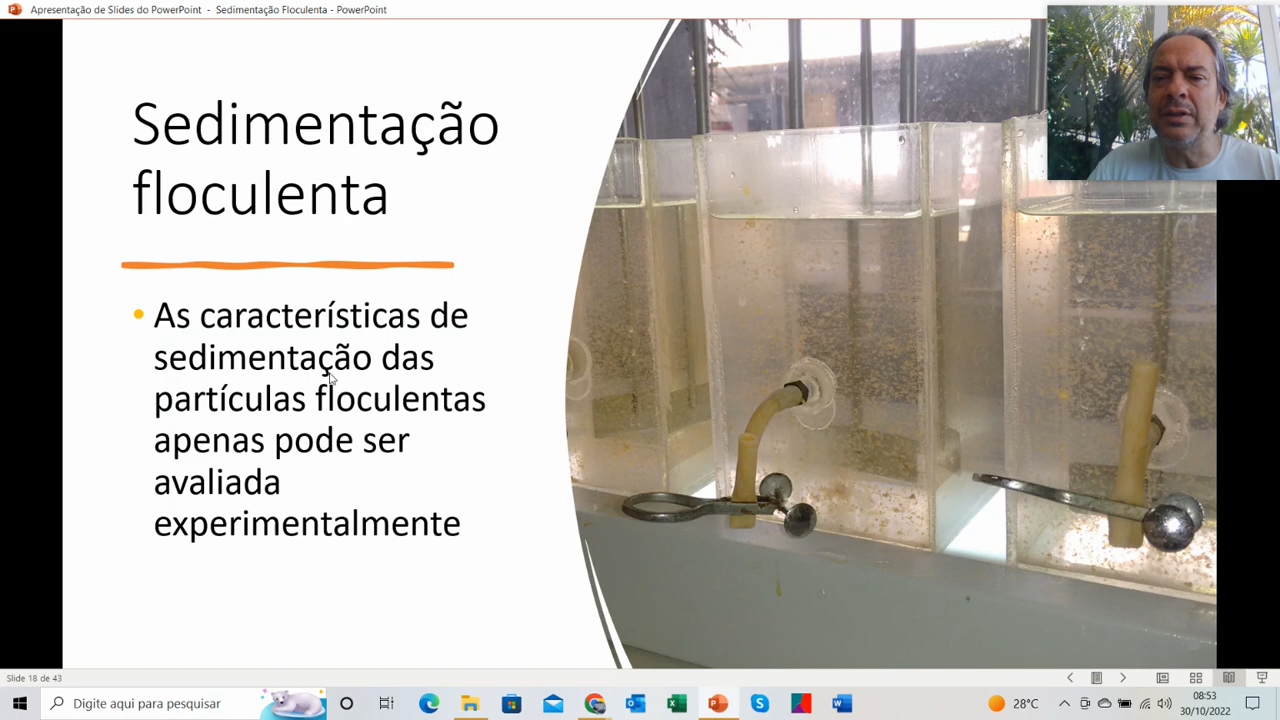 Apresentação de Slides do PowerPoint - Sedimentação Floculenta - PowerPoint
Sedimentação
floculenta
• As características de
sedimentação das
partículas floculentas
apenas pode ser
avaliada
experimentalmente
Slide 18 de 43
Digite aqui para pesquisar
28°C
08:53
30/10/2022